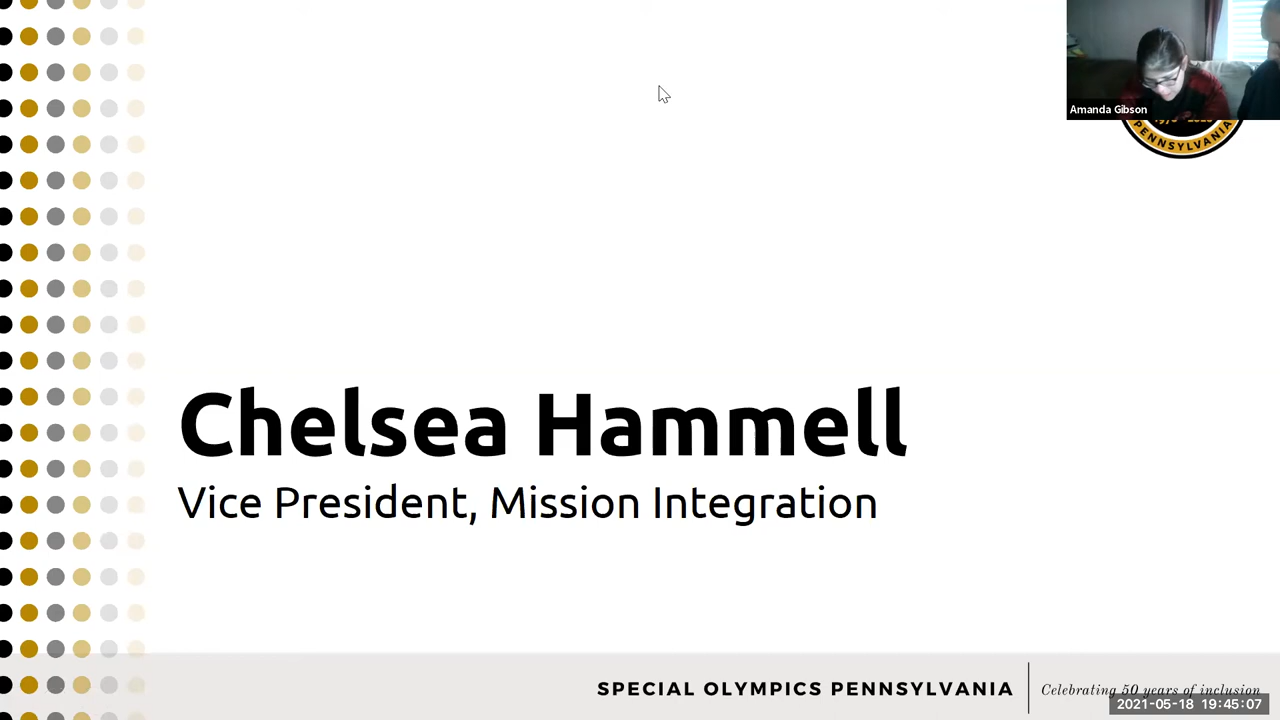 Amanda Gibson
PENNSYLVANIA
Chelsea Hammell
Vice President, Mission Integration
SPECIAL OLYMPICS PENNSYLVANIA
Celebrating 50 years of inclusion
2021-05-18 19:45:07